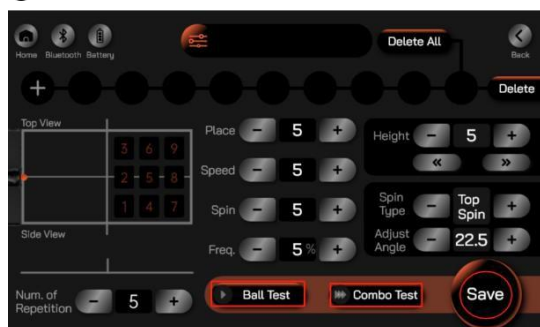 Delete All
Home Bluetooth Battery
Back
+
Delete
Top View
3 6 9
2 5 8
1 4 7
Side View
Place - 5 +
Speed - 5 +
Spin - 5 +
Freq. - 5 % +
Height - 5 +
« »
Spin Type - Top Spin +
Adjust Angle - 22.5 +
Num. of Repetition - 5 +
Ball Test
Combo Test
Save